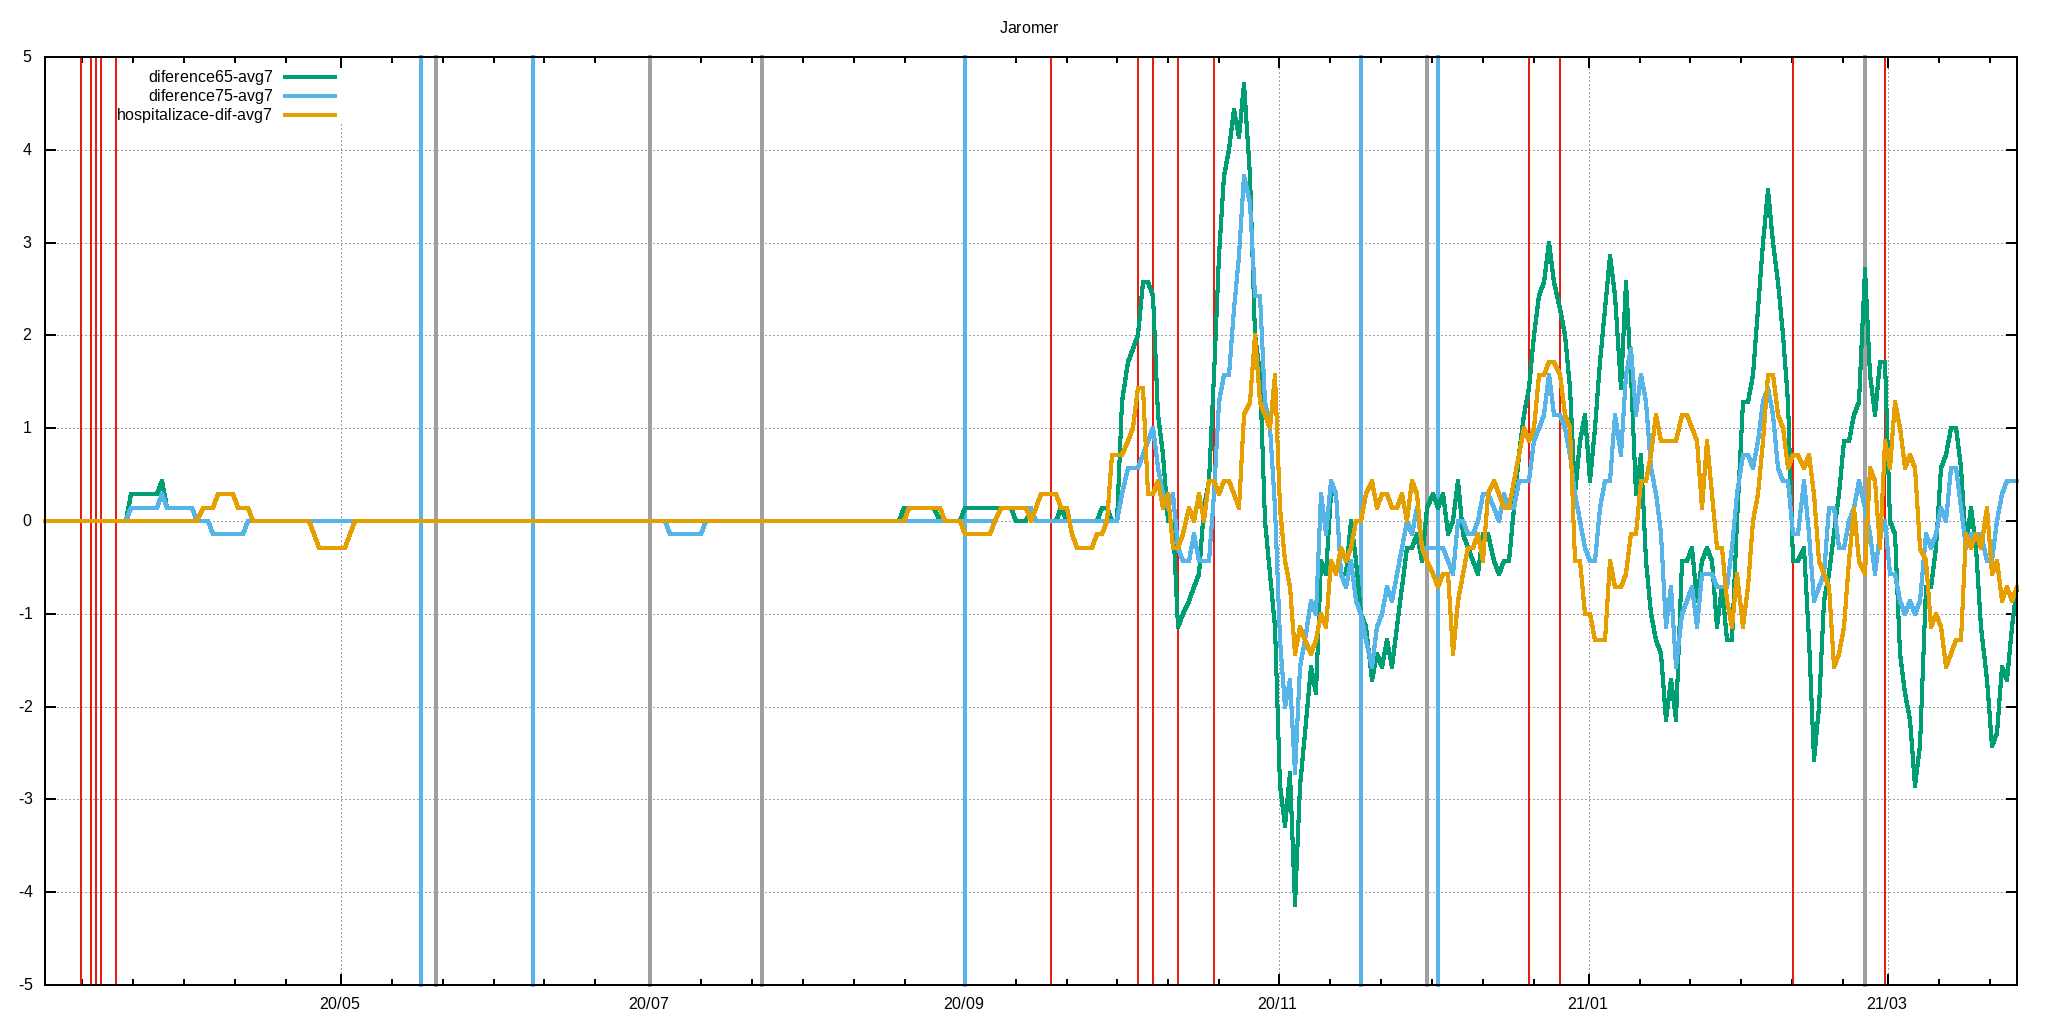 Jaromer
diference65-avg7
diference75-avg7
hospitalizace-dif-avg7
5
4
3
2
1
0
-1
-2
-3
-4
-5
20/05 20/07 20/09 20/11 21/01 21/03